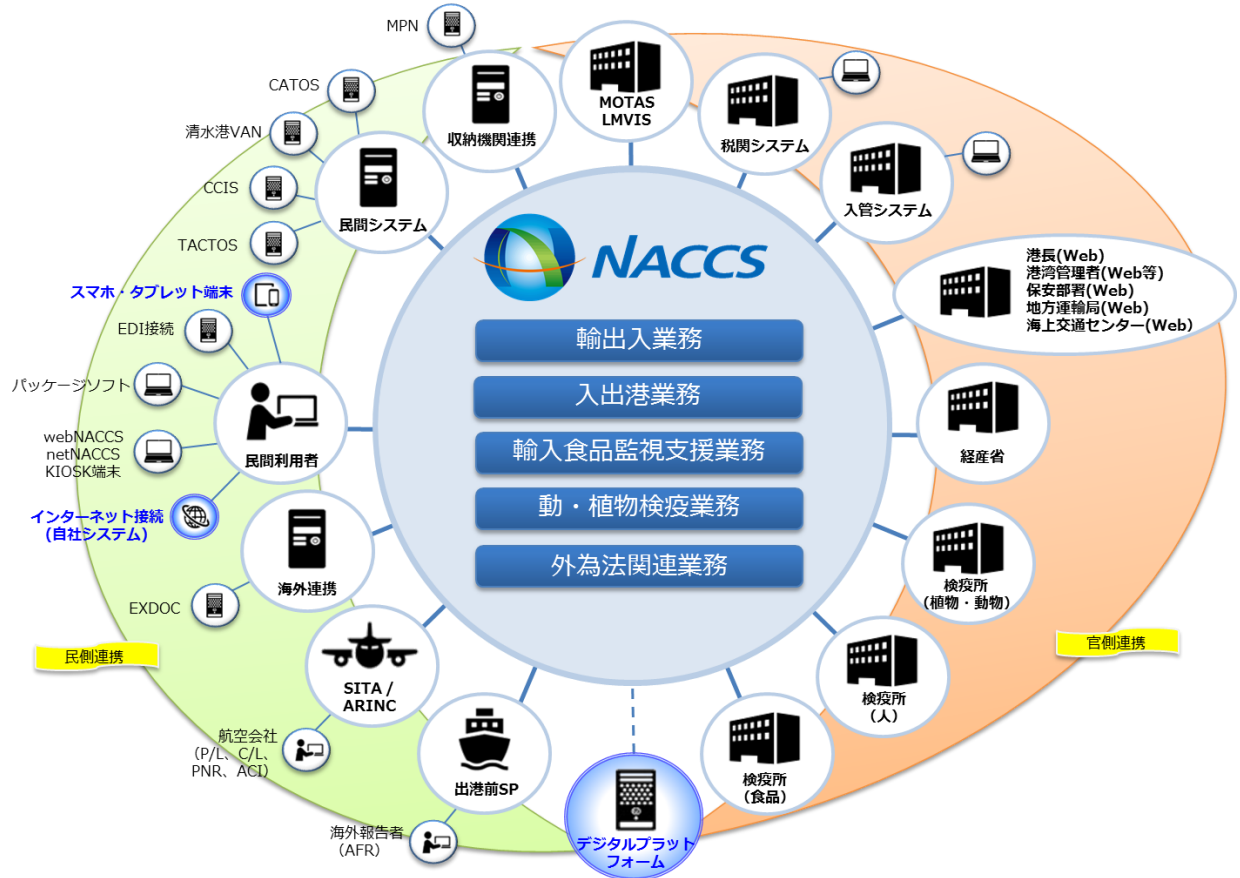 MPN
収納機関連携
MOTAS
LMVIS
税関システム
入管システム
CATOS
清水港VAN
CCIS
TACTOS
民間システム
NACCS
輸出入業務
入出港業務
輸入食品監視支援業務
動・植物検疫業務
外為法関連業務
港長(Web)
港湾管理者(Web等)
保安部署(Web)
地方運輸局(Web)
海上交通センター(Web)
スマホ・タブレット端末
EDI接続
パッケージソフト
webNACCS
netNACCS
KIOSK端末
インターネット接続
(自社システム)
民間利用者
経産省
海外連携
EXDOC
検疫所
(植物・動物)
民側連携
官側連携
SITA /
ARINC
航空会社
(P/L、C/L、
PNR、ACI)
検疫所
(人)
出港前SP
海外報告者
(AFR)
検疫所
(食品)
デジタルプラット
フォーム